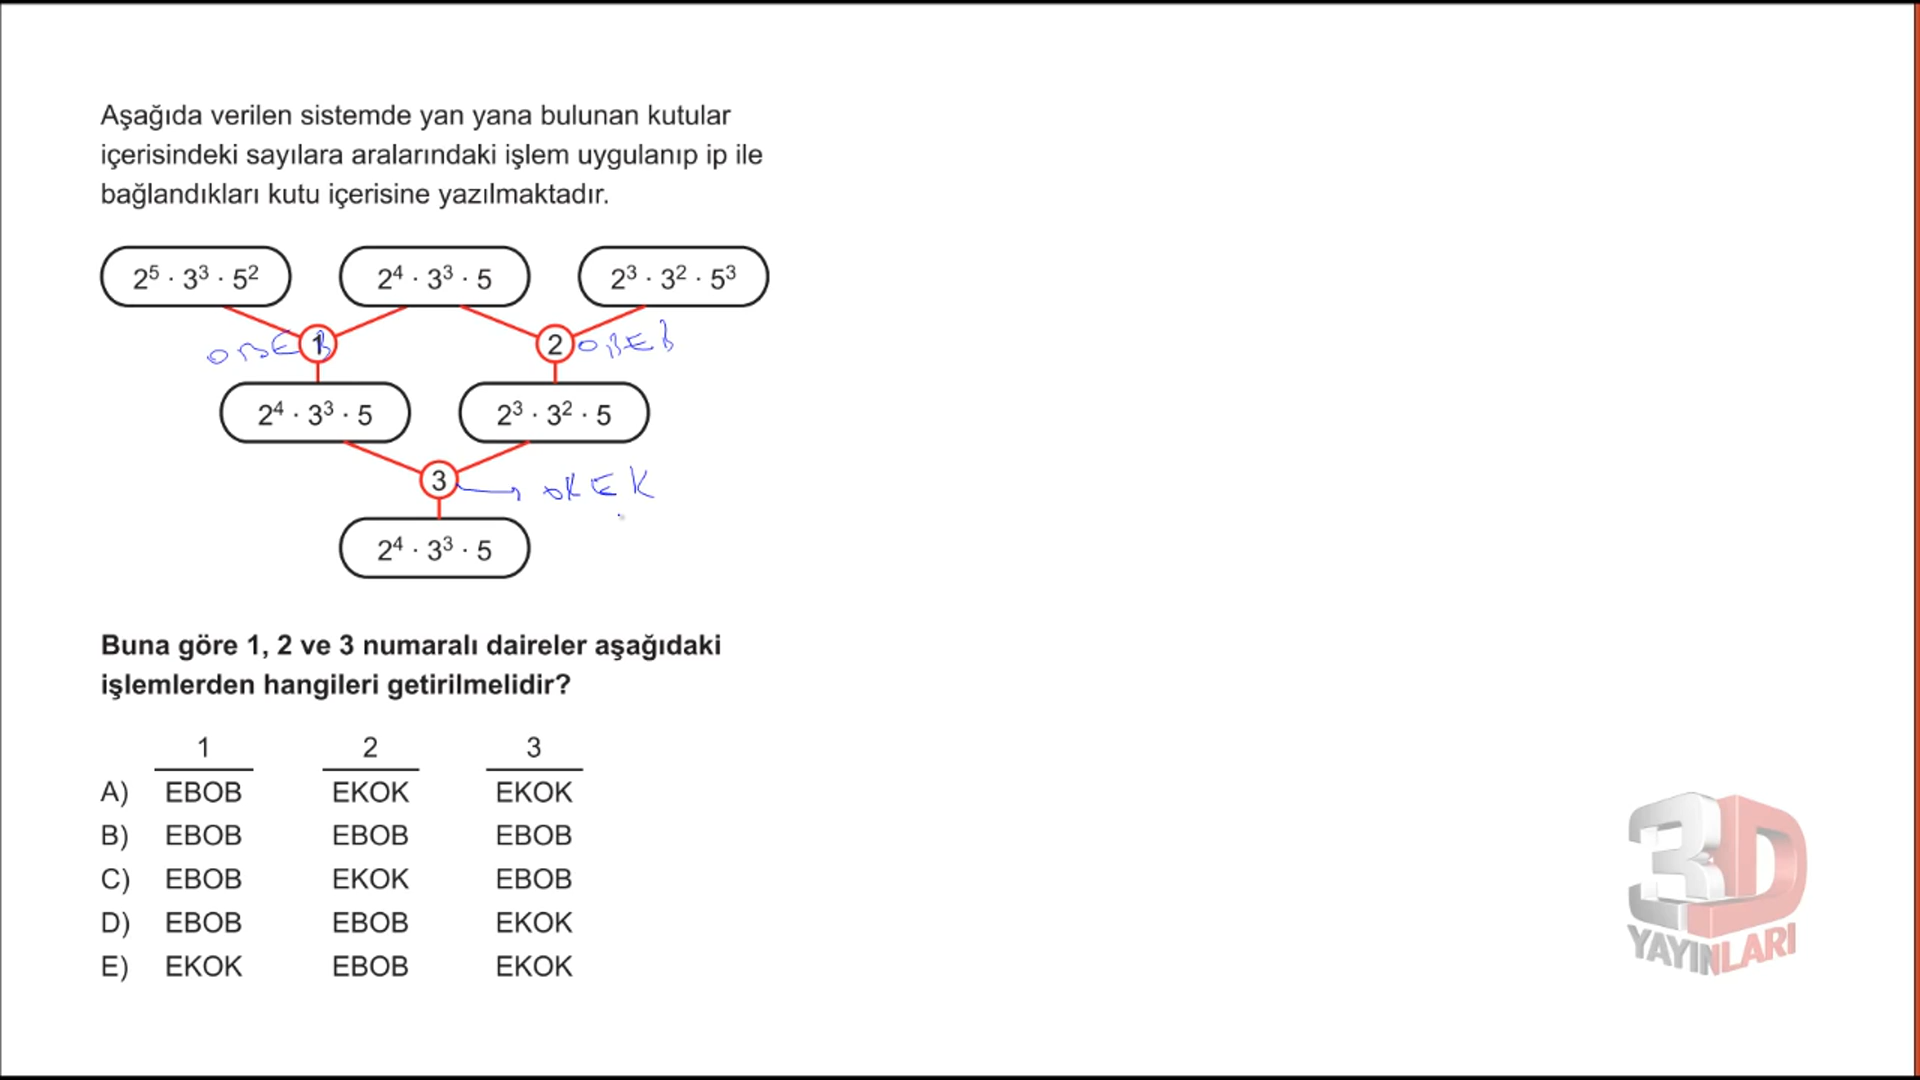 Aşağıda verilen sistemde yan yana bulunan kutular
içerisindeki sayılara aralarındaki işlem uygulanıp ip ile
bağlandıkları kutu içerisine yazılmaktadır.
2⁵ · 3³ · 5² 2⁴ · 3³ · 5 2³ · 3² · 5³
OBEB 1 2 OBEB
2⁴ · 3³ · 5 2³ · 3² · 5
3 → OKEK
2⁴ · 3³ · 5
Buna göre 1, 2 ve 3 numaralı daireler aşağıdaki
işlemlerden hangileri getirilmelidir?
1 2 3
A) EBOB EKOK EKOK
B) EBOB EBOB EBOB
C) EBOB EKOK EBOB
D) EBOB EBOB EKOK
E) EKOK EBOB EKOK
3D
YAYINLARI